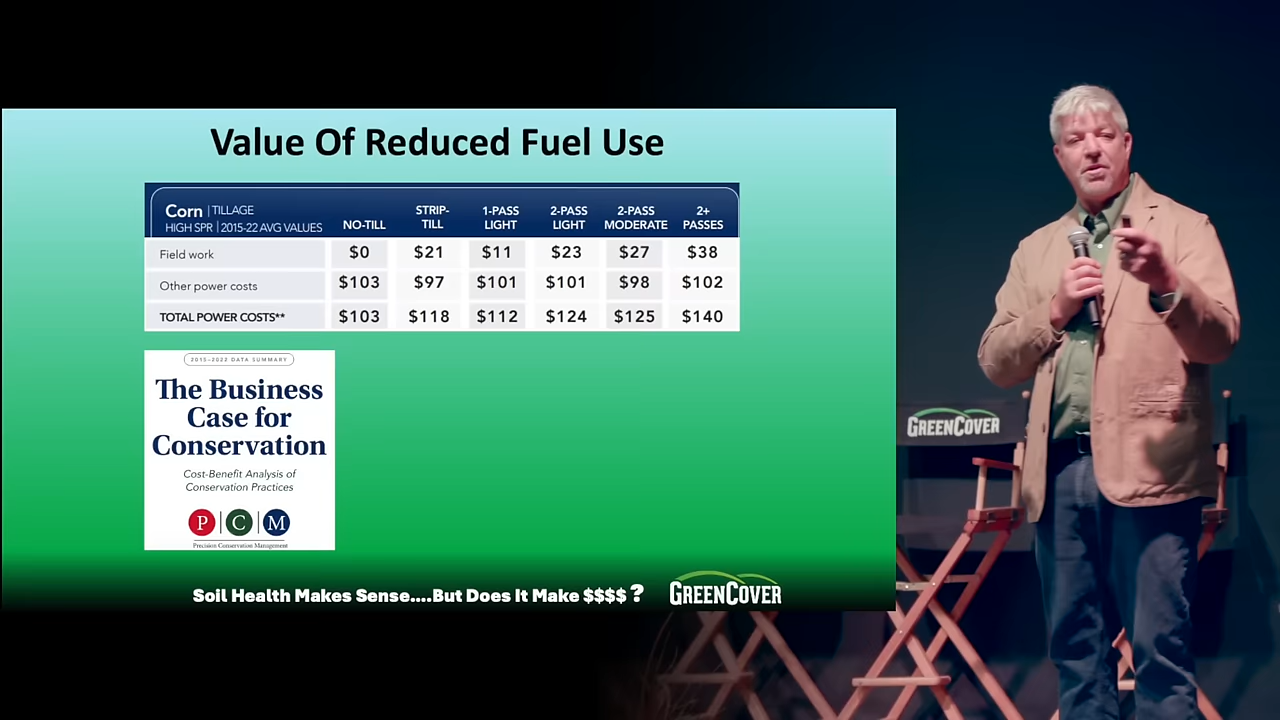 Value Of Reduced Fuel Use
Corn | TILLAGE
HIGH SPR | 2015-22 AVG VALUES
NO-TILL
STRIP-
TILL
1-PASS
LIGHT
2-PASS
LIGHT
2-PASS
MODERATE
2+
PASSES
Field work $0 $21 $11 $23 $27 $38
Other power costs $103 $97 $101 $101 $98 $102
TOTAL POWER COSTS** $103 $118 $112 $124 $125 $140
2015–2022 DATA SUMMARY
The Business
Case for
Conservation
Cost-Benefit Analysis of
Conservation Practices
P | C | M
Precision Conservation Management
Soil Health Makes Sense....But Does It Make $$$$ ?
GREENCOVER
GREENCOVER